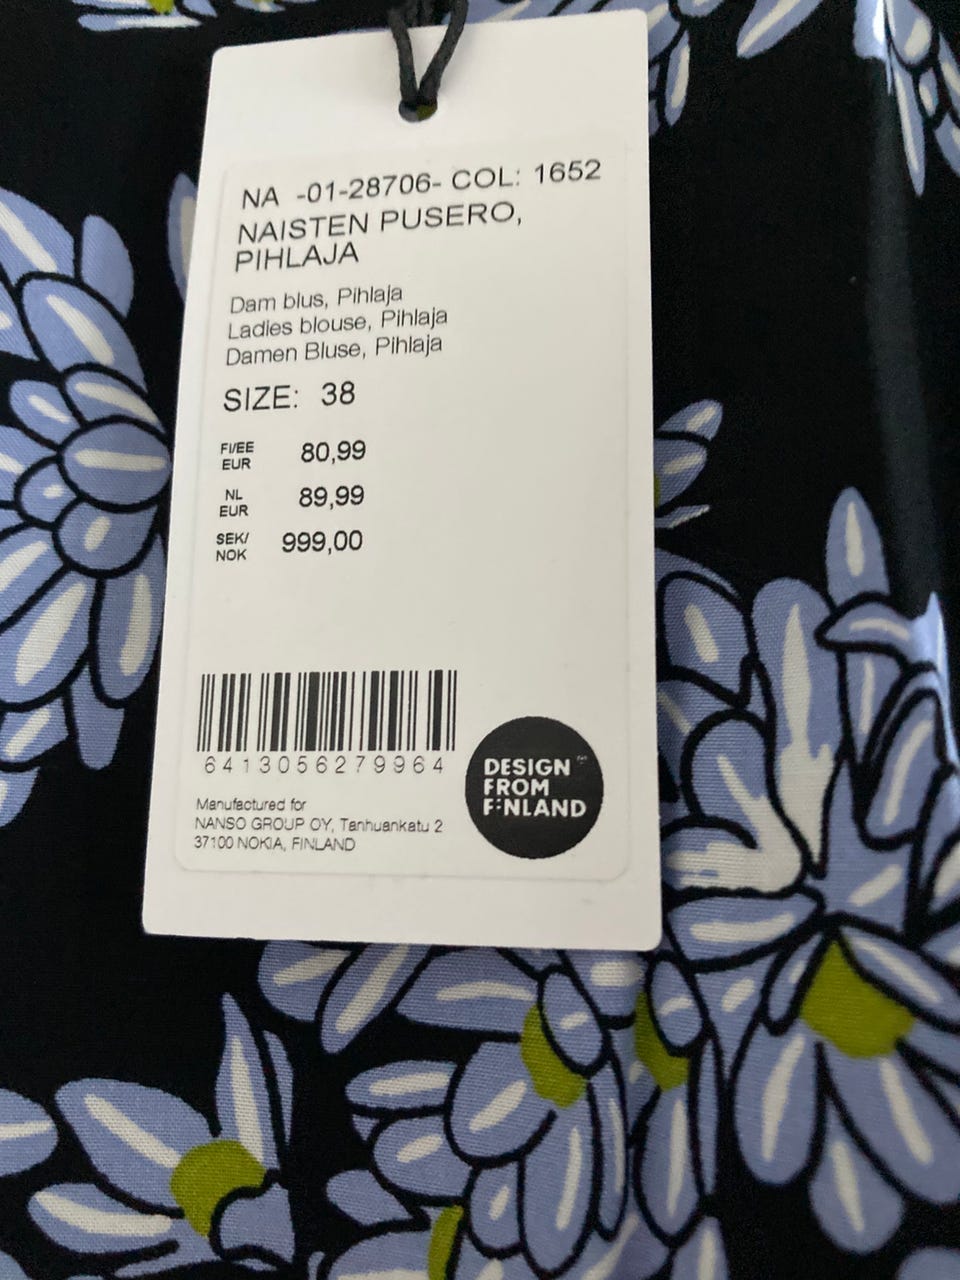 NA -01-28706- COL: 1652
NAISTEN PUSERO,
PIHLAJA
Dam blus, Pihlaja
Ladies blouse, Pihlaja
Damen Bluse, Pihlaja
SIZE: 38
FI/EE
EUR 80,99
NL
EUR 89,99
SEK/
NOK 999,00
6413056279964
Manufactured for
NANSO GROUP OY, Tanhuankatu 2
37100 NOKIA, FINLAND
DESIGN
FROM
FINLAND